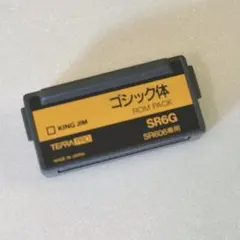 ゴシック体
ROM PACK
KING JIM
SR6G
TEPRA PRO
SR606専用
MADE IN JAPAN